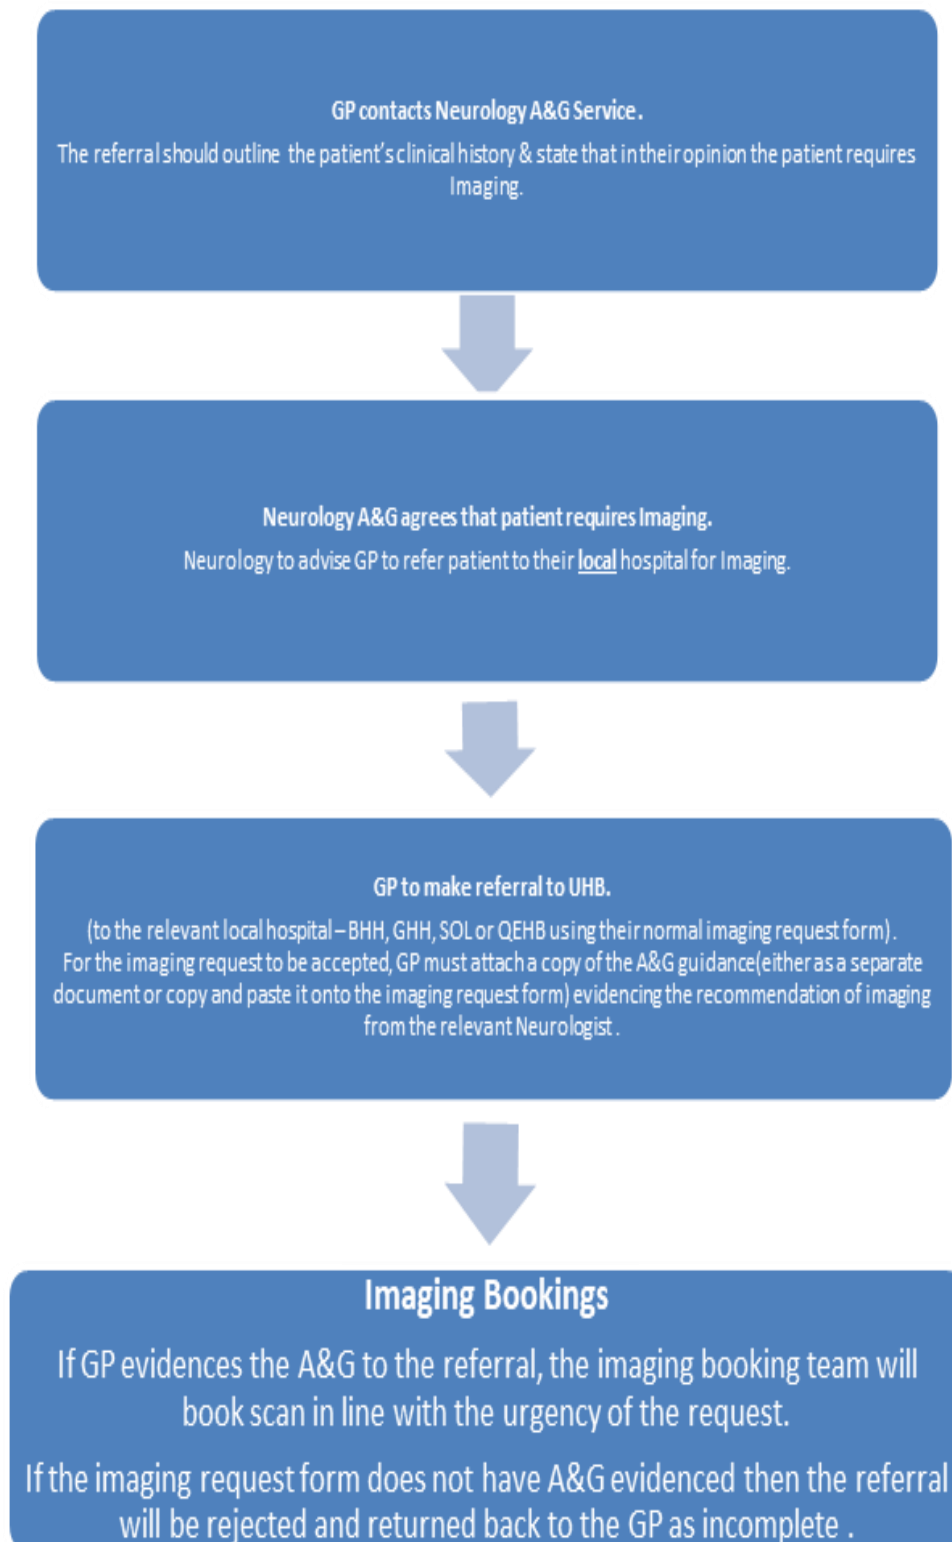 GP contacts Neurology A&G Service.
The referral should outline the patient's clinical history & state that in their opinion the patient requires
Imaging.
Neurology A&G agrees that patient requires Imaging.
Neurology to advise GP to refer patient to their local hospital for Imaging.
GP to make referral to UHB.
(to the relevant local hospital – BHH, GHH, SOL or QEHB using their normal imaging request form).
For the imaging request to be accepted, GP must attach a copy of the A&G guidance(either as a separate
document or copy and paste it onto the imaging request form) evidencing the recommendation of imaging
from the relevant Neurologist .
Imaging Bookings
If GP evidences the A&G to the referral, the imaging booking team will
book scan in line with the urgency of the request.
If the imaging request form does not have A&G evidenced then the referral
will be rejected and returned back to the GP as incomplete .